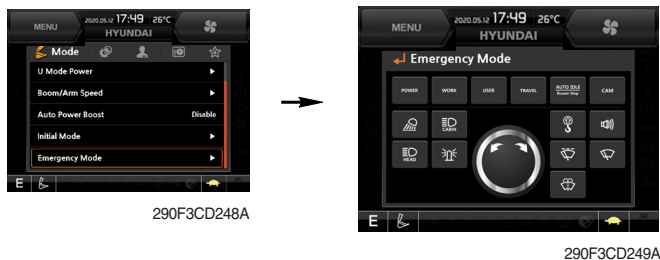 MENU
2020.05.12 17:49 26°C
HYUNDAI
Mode
U Mode Power
Boom/Arm Speed
Auto Power Boost Disable
Initial Mode
Emergency Mode
E
290F3CD248A
MENU
2020.05.12 17:49 26°C
HYUNDAI
Emergency Mode
POWER WORK USER TRAVEL AUTO IDLE CAM
Buzzer Stop
CABIN
HEAD
E
290F3CD249A